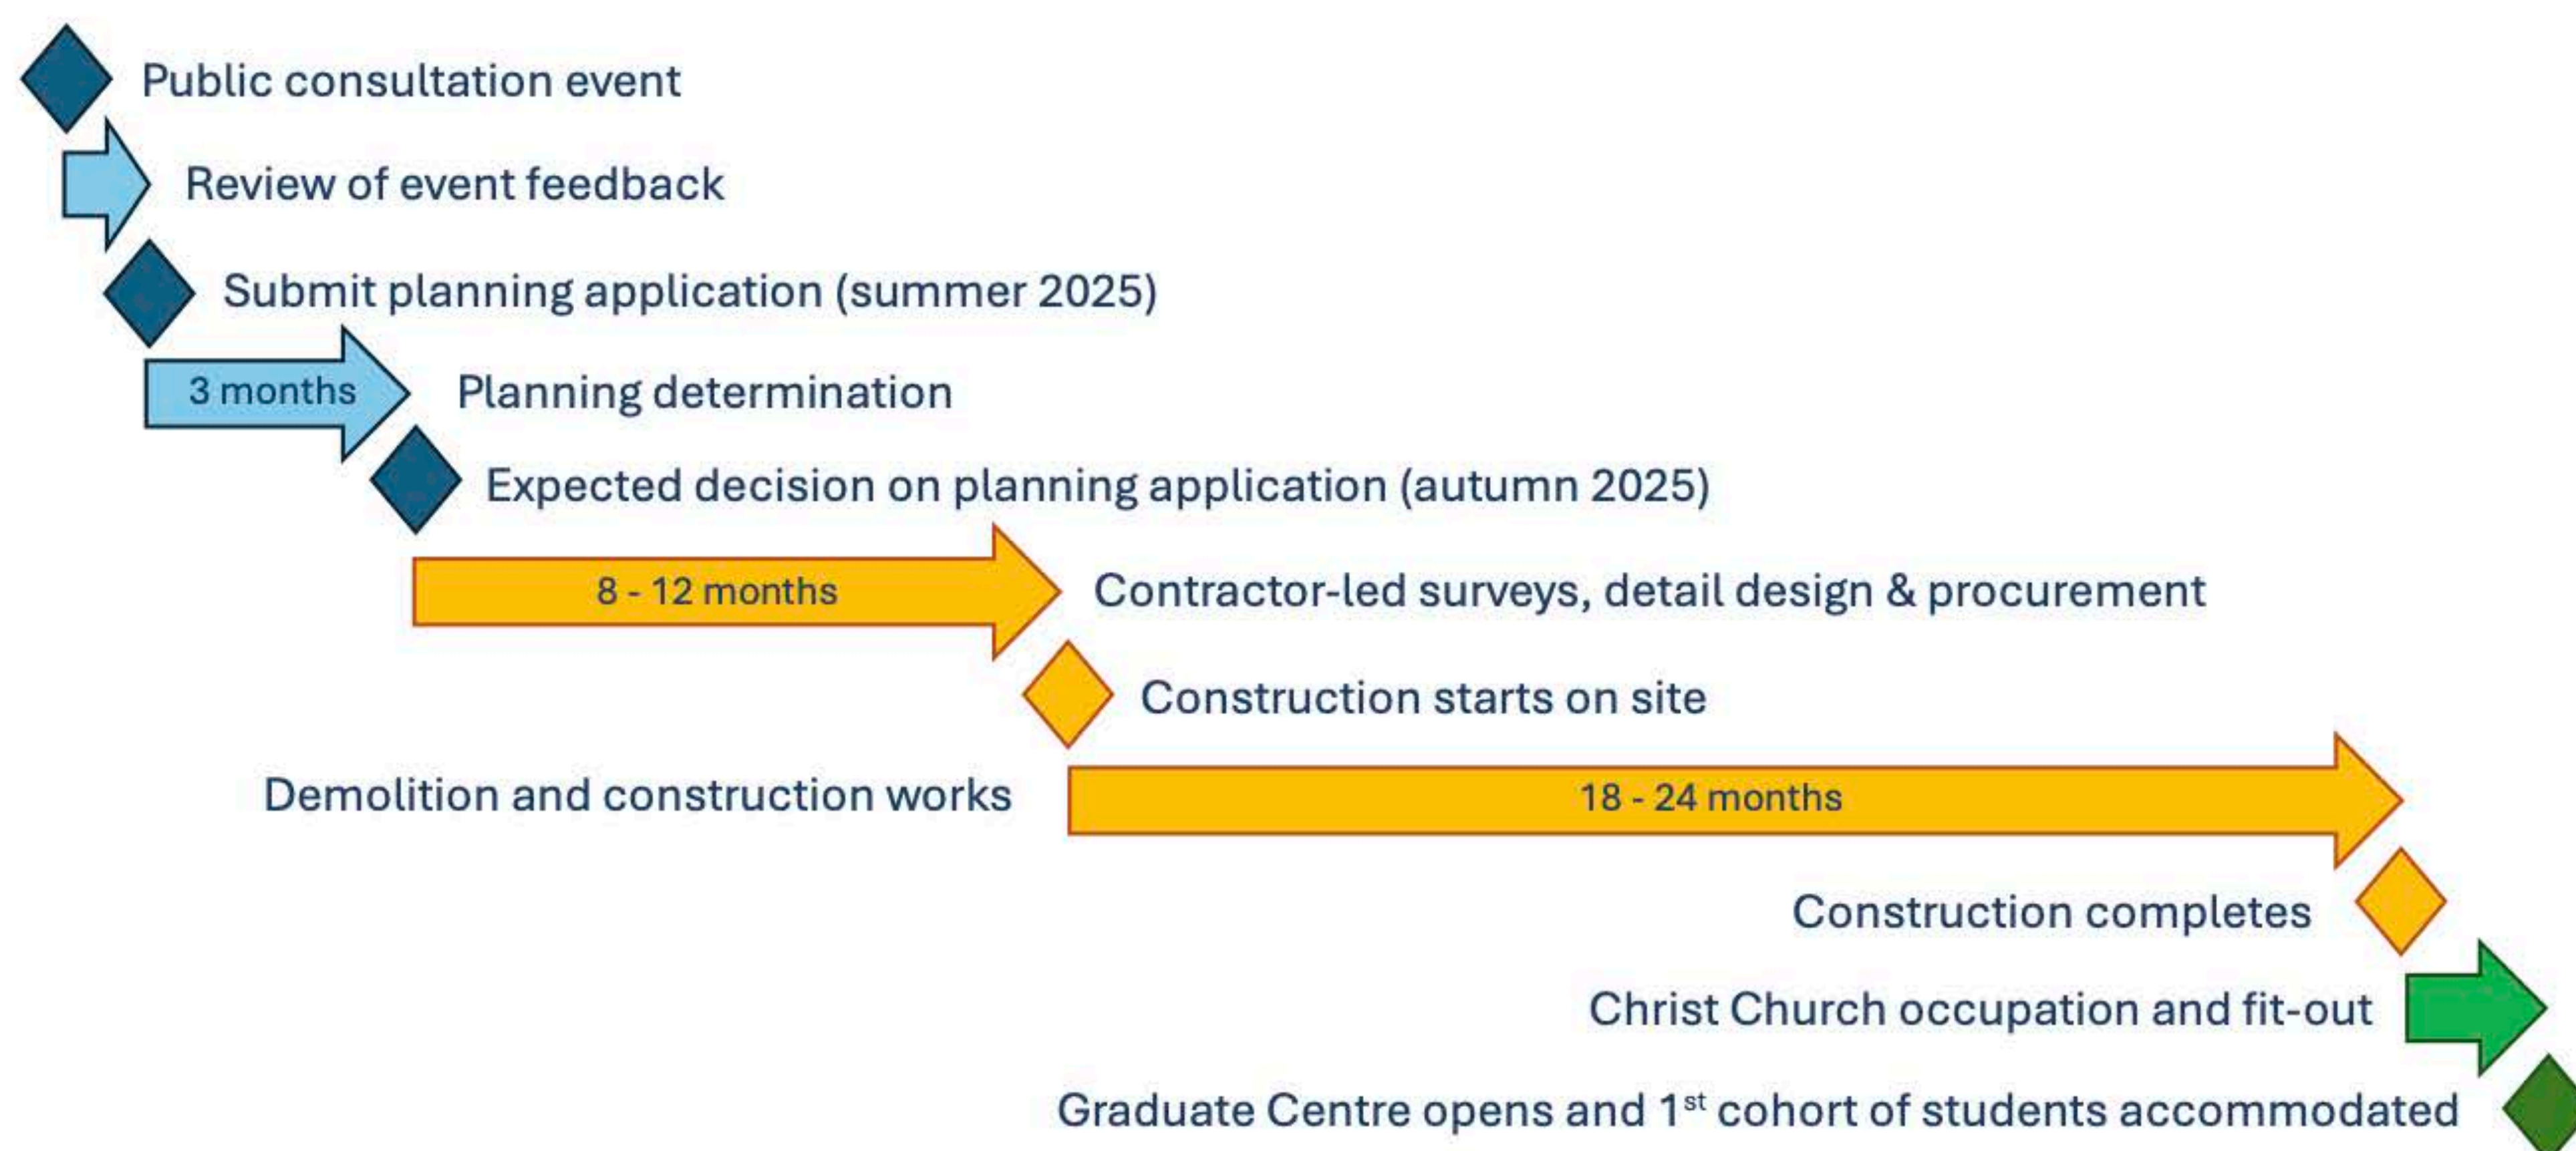 Public consultation event
Review of event feedback
Submit planning application (summer 2025)
3 months
Planning determination
Expected decision on planning application (autumn 2025)
8 - 12 months
Contractor-led surveys, detail design & procurement
Construction starts on site
Demolition and construction works
18 - 24 months
Construction completes
Christ Church occupation and fit-out
Graduate Centre opens and 1st cohort of students accommodated